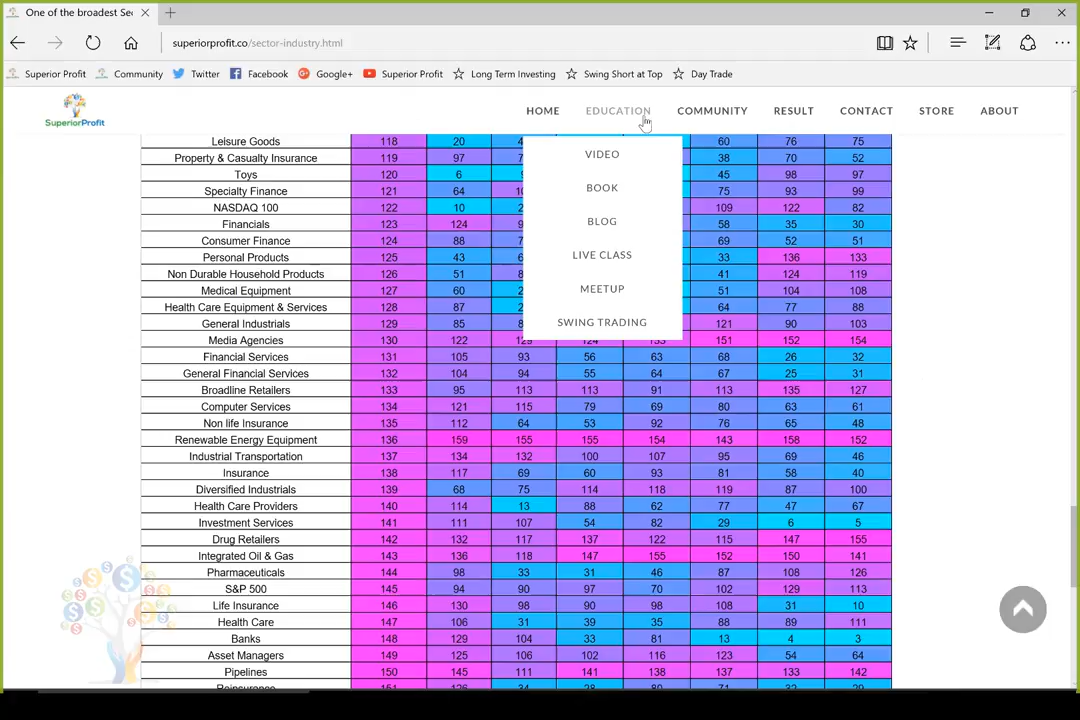 One of the broadest Sec
superiorprofit.co/sector-industry.html
Superior Profit Community Twitter Facebook Google+ Superior Profit Long Term Investing Swing Short at Top Day Trade
SuperiorProfit
HOME EDUCATION COMMUNITY RESULT CONTACT STORE ABOUT
VIDEO
BOOK
BLOG
LIVE CLASS
MEETUP
SWING TRADING
Leisure Goods 118 20 60 76 75
Property & Casualty Insurance 119 97 38 70 52
Toys 120 6 45 98 97
Specialty Finance 121 64 75 93 99
NASDAQ 100 122 10 109 122 82
Financials 123 124 58 35 30
Consumer Finance 124 88 69 52 51
Personal Products 125 43 33 136 133
Non Durable Household Products 126 51 41 124 119
Medical Equipment 127 60 51 104 108
Health Care Equipment & Services 128 87 64 77 88
General Industrials 129 85 121 90 103
Media Agencies 130 122 129 124 133 151 152 154
Financial Services 131 105 93 56 63 68 26 32
General Financial Services 132 104 94 55 64 67 25 31
Broadline Retailers 133 95 113 113 91 113 135 127
Computer Services 134 121 115 79 69 80 63 61
Non life Insurance 135 112 64 53 92 76 65 48
Renewable Energy Equipment 136 159 155 155 154 143 158 152
Industrial Transportation 137 134 132 100 107 95 69 46
Insurance 138 117 69 60 93 81 58 40
Diversified Industrials 139 68 75 114 118 119 87 100
Health Care Providers 140 114 13 88 62 77 47 67
Investment Services 141 111 107 54 82 29 6 5
Drug Retailers 142 132 117 137 122 115 147 155
Integrated Oil & Gas 143 136 118 147 155 152 150 141
Pharmaceuticals 144 98 33 31 46 87 108 126
S&P 500 145 94 90 97 70 102 129 113
Life Insurance 146 130 98 90 98 108 31 10
Health Care 147 106 31 39 35 88 89 111
Banks 148 129 104 33 81 13 4 3
Asset Managers 149 125 106 102 116 123 54 64
Pipelines 150 145 111 141 138 137 133 142
Reinsurance 151 126 34 28 80 71 32 29